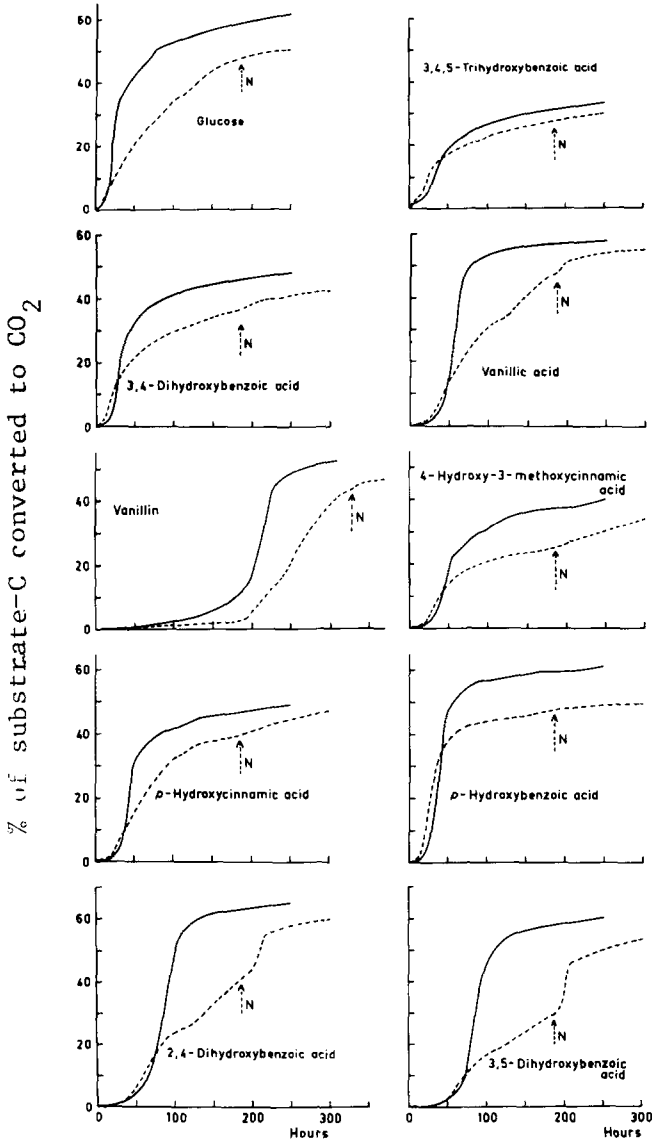 % of substrate-C converted to CO2
60
40
20
0
N
Glucose
3,4,5-Trihydroxybenzoic acid
N
60
40
20
0
N
3,4-Dihydroxybenzoic acid
N
Vanillic acid
40
20
0
Vanillin
N
4-Hydroxy-3-methoxycinnamic
acid
N
60
40
20
0
N
p-Hydroxycinnamic acid
N
p-Hydroxybenzoic acid
60
40
20
0
N
2,4-Dihydroxybenzoic acid
N
3,5-Dihydroxybenzoic
acid
0 100 200 300
Hours
0 100 200 300
Hours